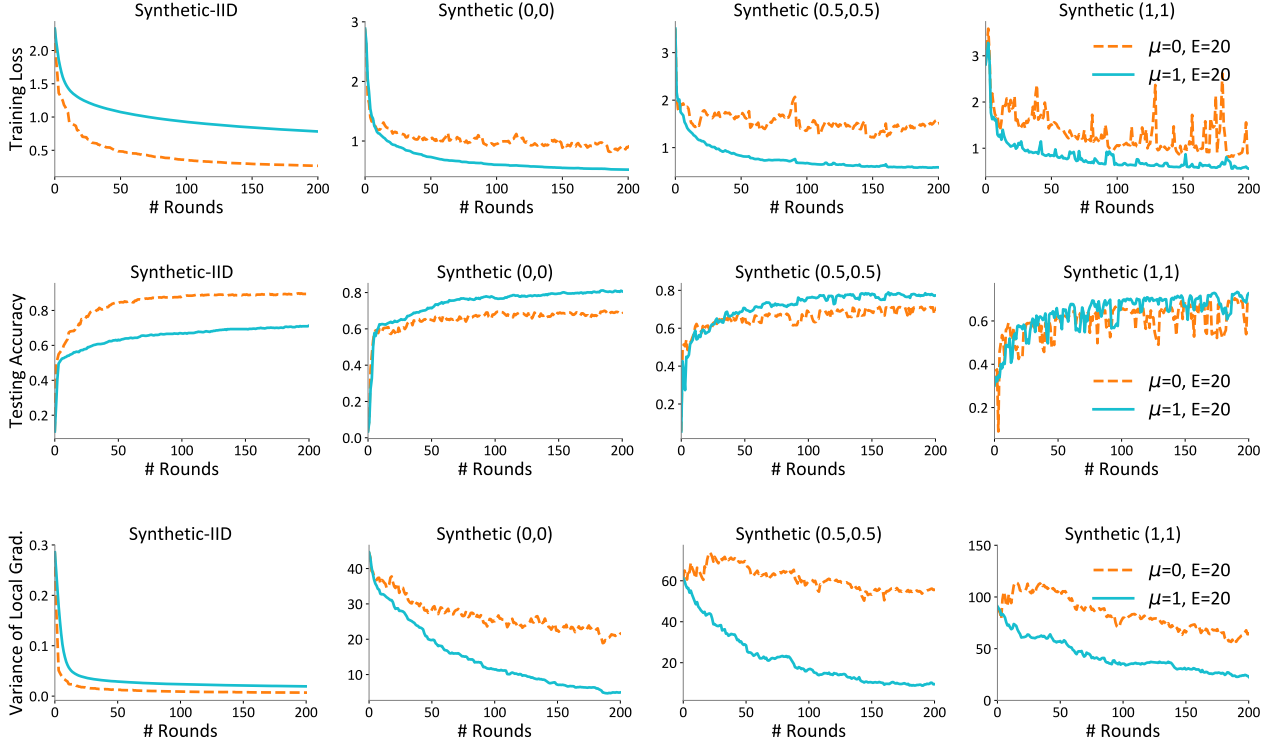 Synthetic-IID Synthetic (0,0) Synthetic (0.5,0.5) Synthetic (1,1)
Training Loss
2.0
1.5
1.0
0.5
0 50 100 150 200
# Rounds
3
2
1
0 50 100 150 200
# Rounds
3
2
1
0 50 100 150 200
# Rounds
μ=0, E=20
μ=1, E=20
3
2
1
0 50 100 150 200
# Rounds
Synthetic-IID Synthetic (0,0) Synthetic (0.5,0.5) Synthetic (1,1)
Testing Accuracy
0.8
0.6
0.4
0.2
0 50 100 150 200
# Rounds
0.8
0.6
0.4
0.2
0.0
0 50 100 150 200
# Rounds
0.8
0.6
0.4
0.2
0 50 100 150 200
# Rounds
0.6
0.4
0.2
μ=0, E=20
μ=1, E=20
0 50 100 150 200
# Rounds
Synthetic-IID Synthetic (0,0) Synthetic (0.5,0.5) Synthetic (1,1)
Variance of Local Grad.
0.3
0.2
0.1
0.0
0 50 100 150 200
# Rounds
40
30
20
10
0 50 100 150 200
# Rounds
60
40
20
0 50 100 150 200
# Rounds
150
100
50
0
μ=0, E=20
μ=1, E=20
0 50 100 150 200
# Rounds